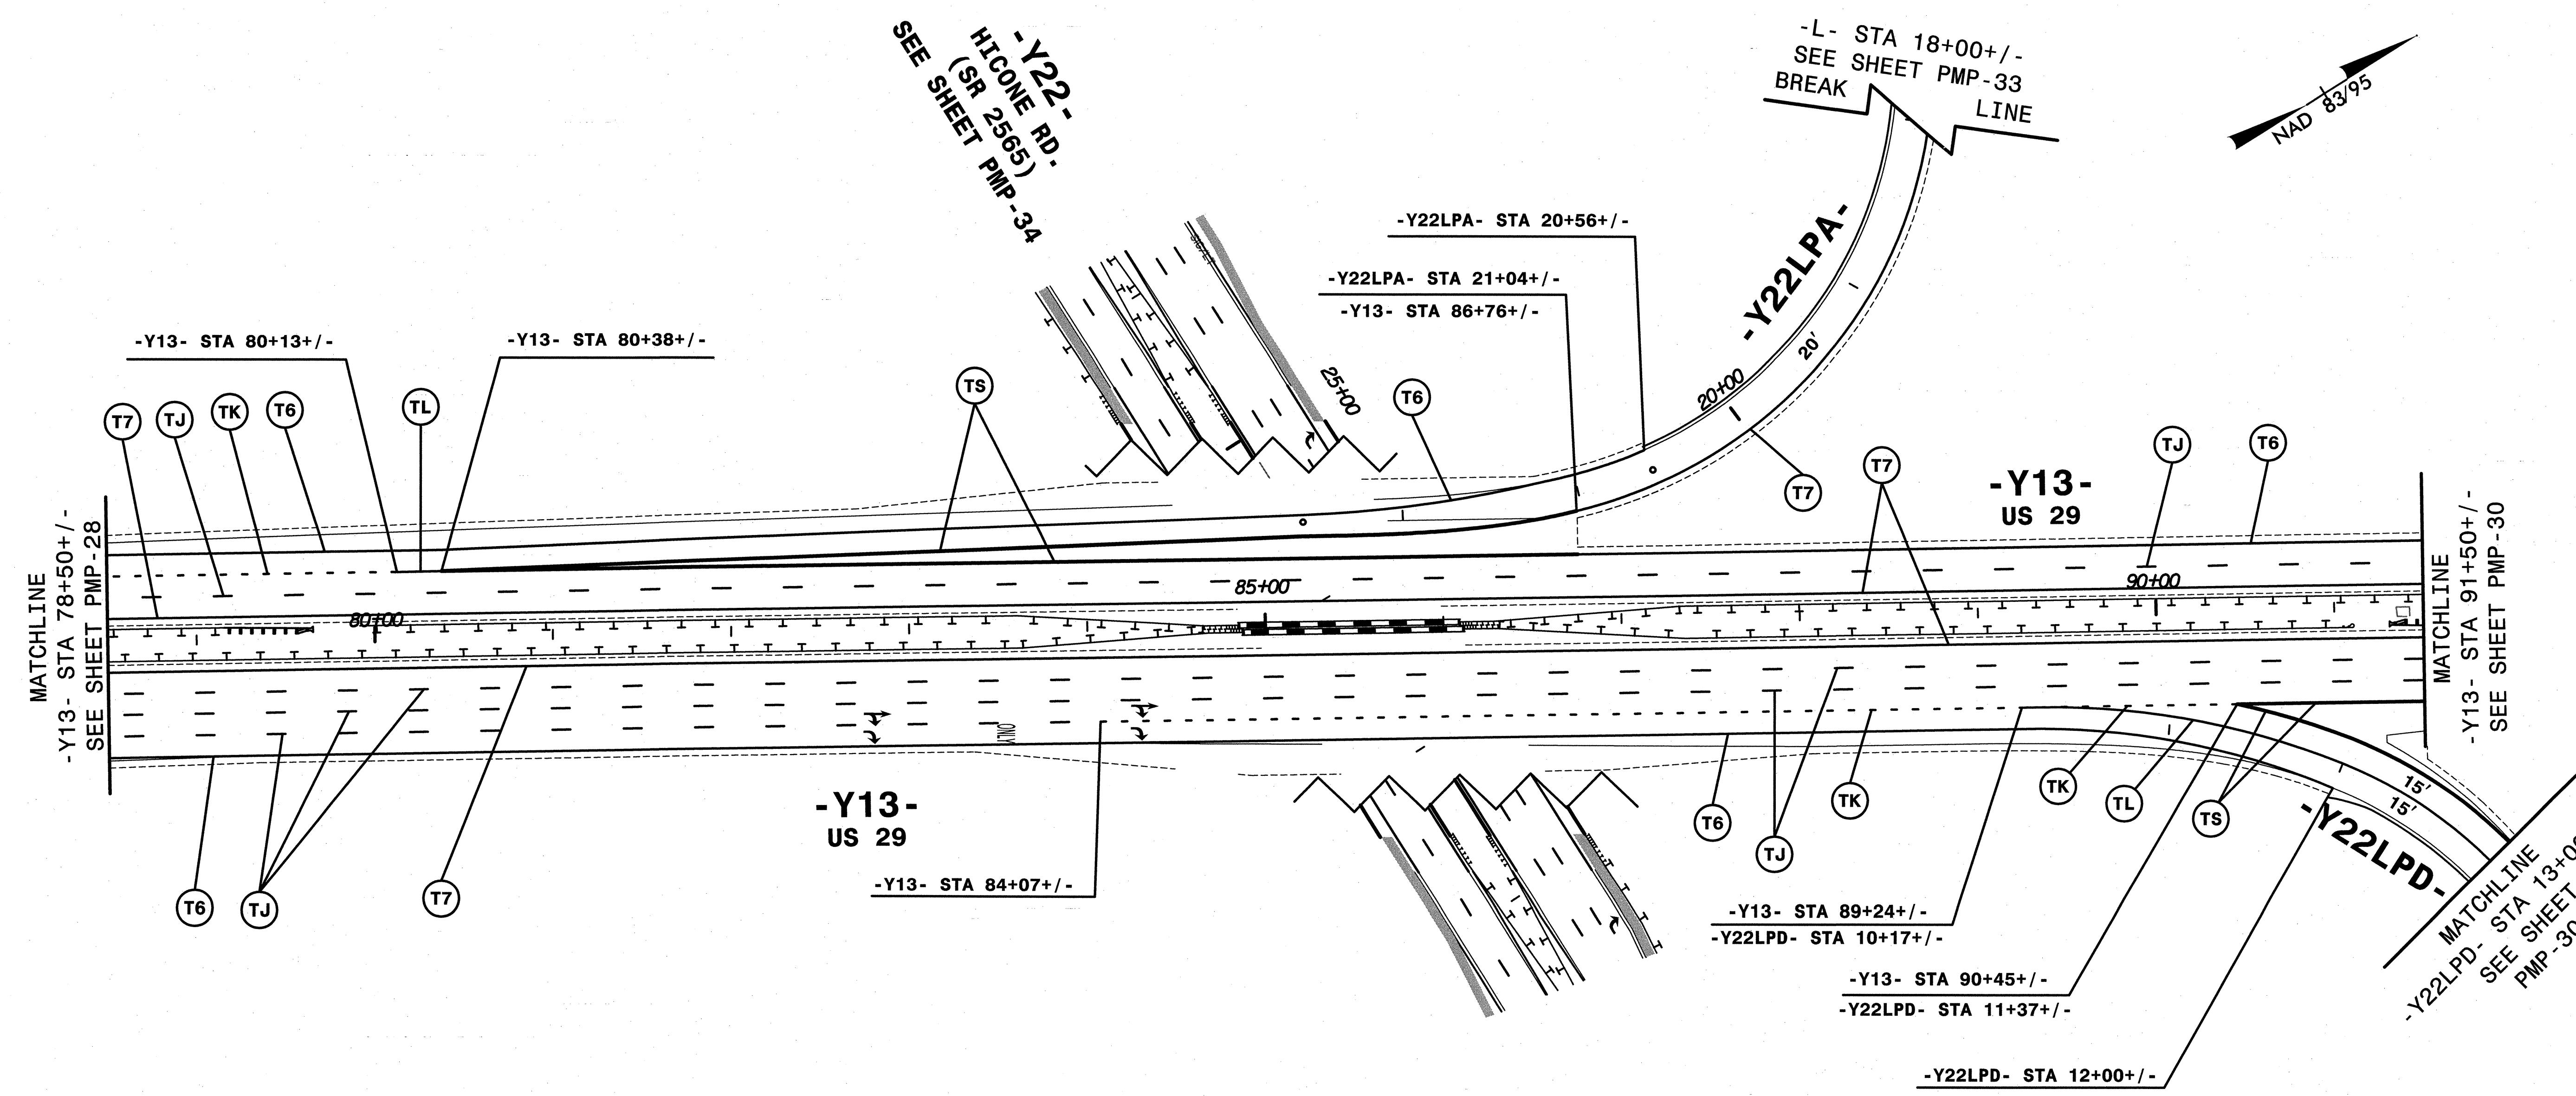 -Y22-
HICONE RD.
(SR 2565)
SEE SHEET PMP-34
-L- STA 18+00+/-
SEE SHEET PMP-33
BREAK LINE
NAD 83/95
-Y22LPA- STA 20+56+/-
-Y22LPA- STA 21+04+/-
-Y13- STA 86+76+/-
-Y22LPA-
20'
20+00
25+00
-Y13- STA 80+13+/-
-Y13- STA 80+38+/-
T7
TJ
TK
T6
TL
TS
T6
T7
T7
-Y13-
US 29
TJ
T6
MATCHLINE
-Y13- STA 78+50+/-
SEE SHEET PMP-28
80+00
85+00
90+00
MATCHLINE
-Y13- STA 91+50+/-
SEE SHEET PMP-30
ONLY
-Y13-
US 29
-Y13- STA 84+07+/-
T6
TJ
T7
T6
TJ
TK
TK
TL
TS
15'
15'
-Y22LPD-
-Y13- STA 89+24+/-
-Y22LPD- STA 10+17+/-
-Y13- STA 90+45+/-
-Y22LPD- STA 11+37+/-
-Y22LPD- STA 12+00+/-
MATCHLINE
-Y22LPD- STA 13+00
SEE SHEET
PMP-30